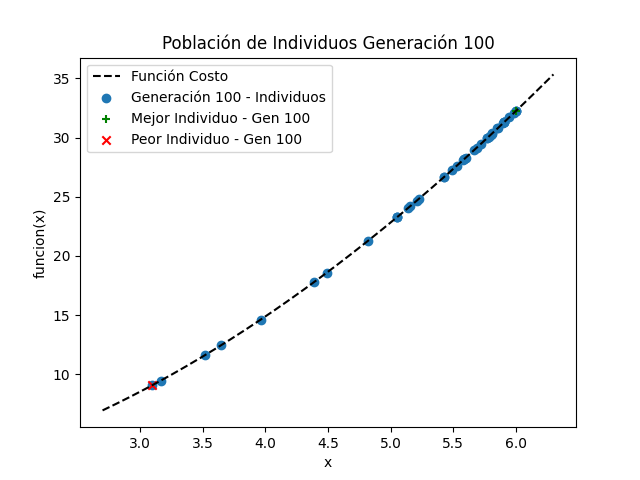 Población de Individuos Generación 100
Función Costo
Generación 100 - Individuos
Mejor Individuo - Gen 100
Peor Individuo - Gen 100
35
30
25
20
15
10
funcion(x)
3.0 3.5 4.0 4.5 5.0 5.5 6.0
x